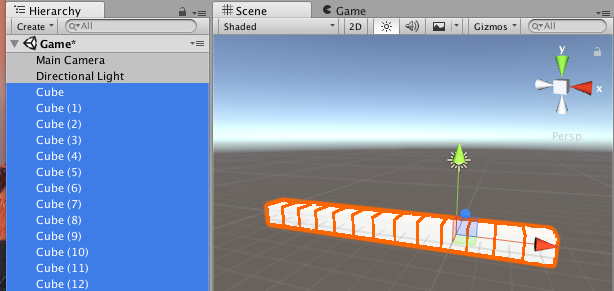 Hierarchy
Create
All
Game*
Main Camera
Directional Light
Cube
Cube (1)
Cube (2)
Cube (3)
Cube (4)
Cube (5)
Cube (6)
Cube (7)
Cube (8)
Cube (9)
Cube (10)
Cube (11)
Cube (12)
Scene
Game
Shaded
2D
Gizmos
All
y
x
Persp